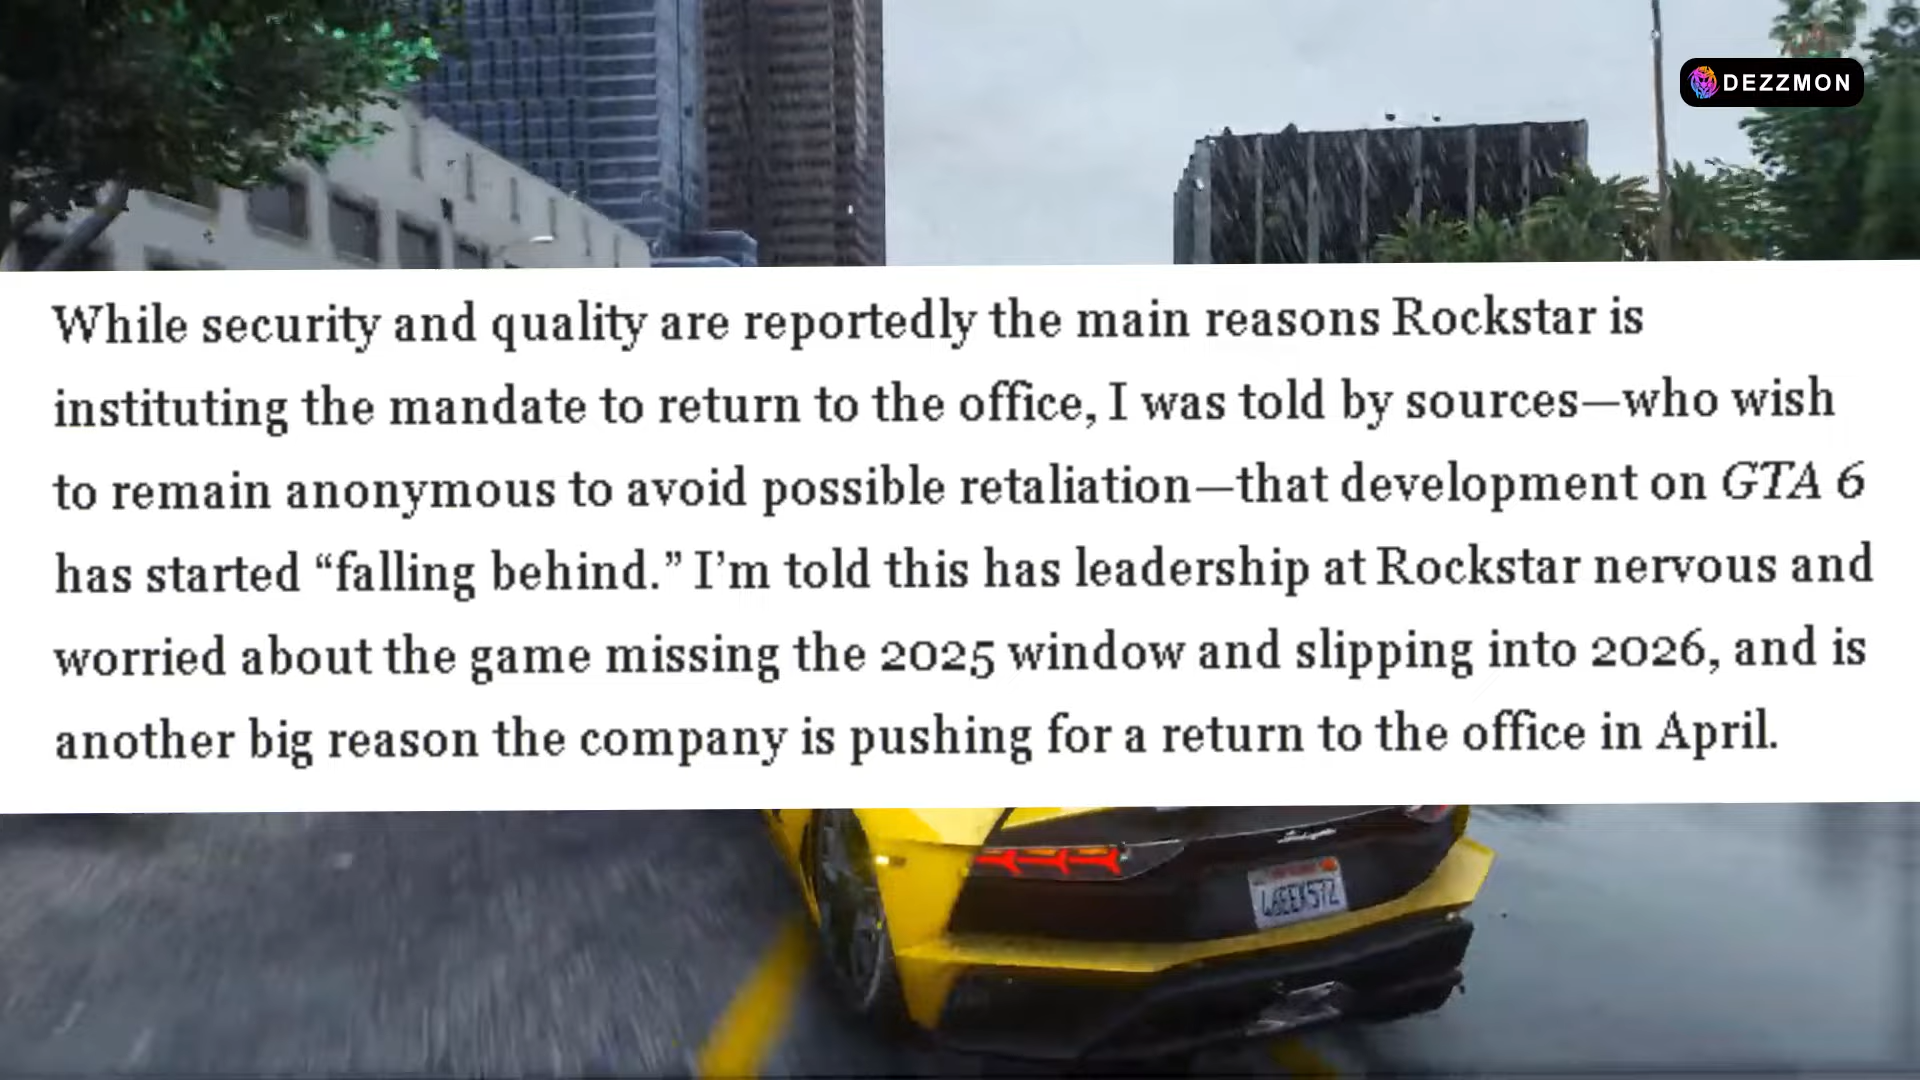 DEZZMON
While security and quality are reportedly the main reasons Rockstar is
instituting the mandate to return to the office, I was told by sources—who wish
to remain anonymous to avoid possible retaliation—that development on GTA 6
has started “falling behind.” I’m told this has leadership at Rockstar nervous and
worried about the game missing the 2025 window and slipping into 2026, and is
another big reason the company is pushing for a return to the office in April.